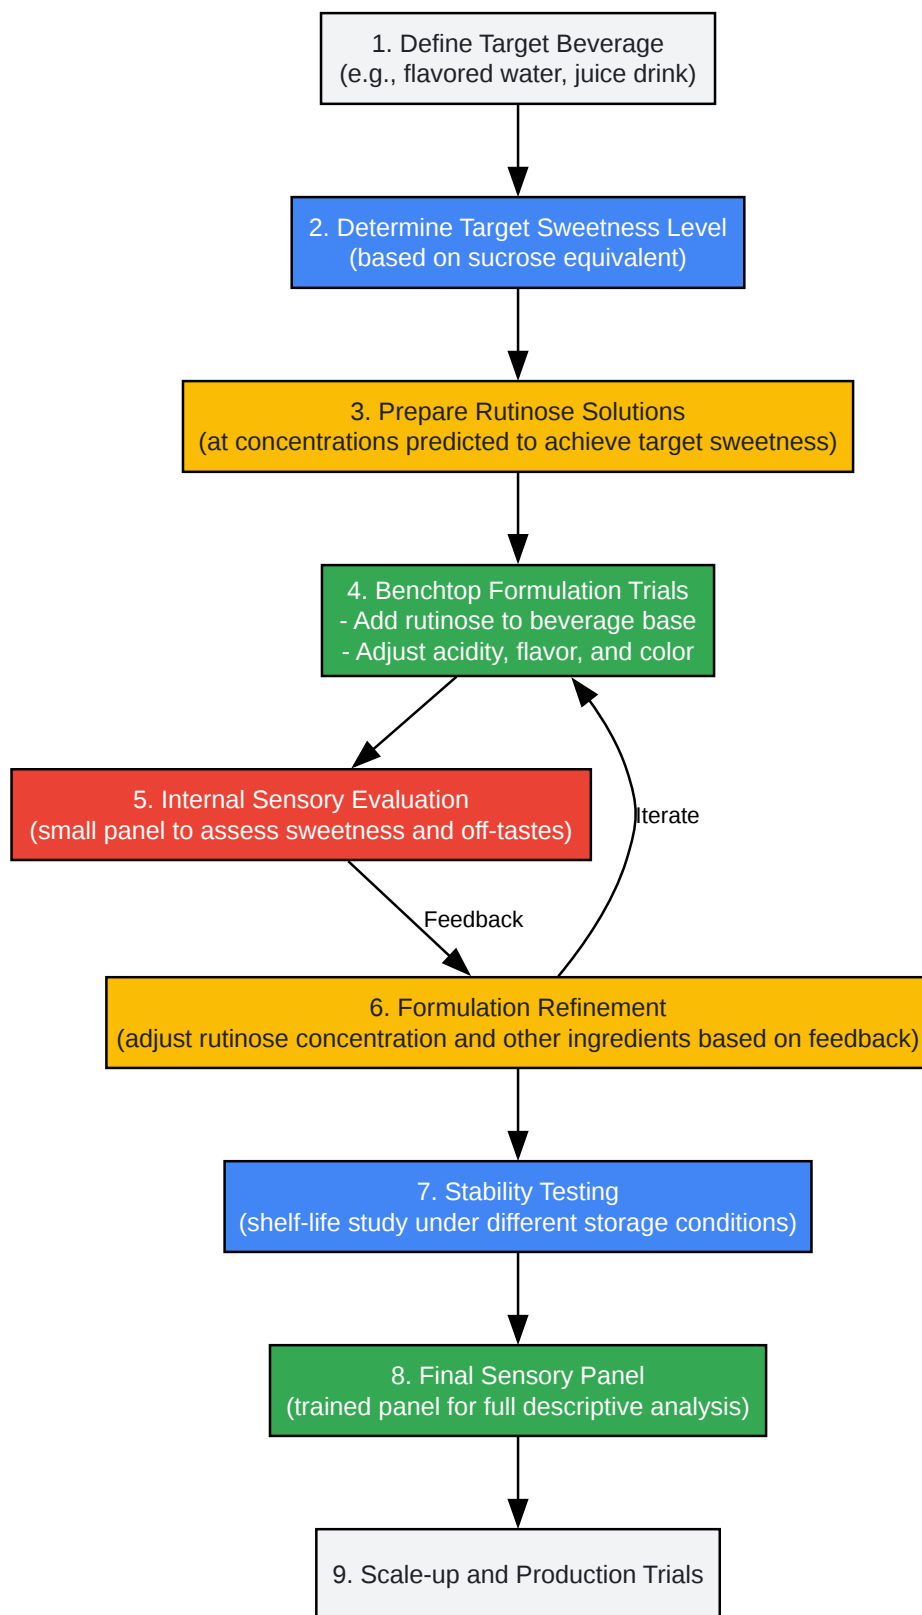 1. Define Target Beverage
(e.g., flavored water, juice drink)
2. Determine Target Sweetness Level
(based on sucrose equivalent)
3. Prepare Rutinose Solutions
(at concentrations predicted to achieve target sweetness)
4. Benchtop Formulation Trials
- Add rutinose to beverage base
- Adjust acidity, flavor, and color
5. Internal Sensory Evaluation
(small panel to assess sweetness and off-tastes)
Iterate
Feedback
6. Formulation Refinement
(adjust rutinose concentration and other ingredients based on feedback)
7. Stability Testing
(shelf-life study under different storage conditions)
8. Final Sensory Panel
(trained panel for full descriptive analysis)
9. Scale-up and Production Trials